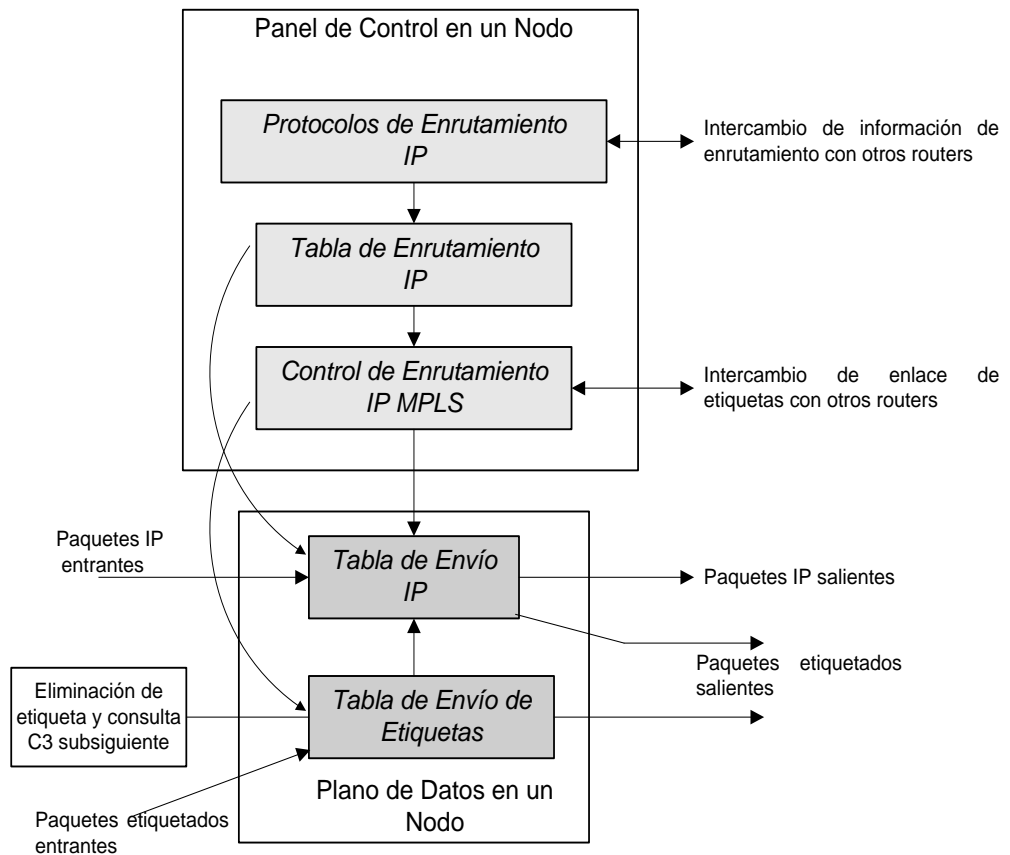 Panel de Control en un Nodo
Protocolos de Enrutamiento
IP
Intercambio de información de
enrutamiento con otros routers
Tabla de Enrutamiento
IP
Control de Enrutamiento
IP MPLS
Intercambio de enlace de
etiquetas con otros routers
Paquetes IP
entrantes
Tabla de Envío
IP
Paquetes IP salientes
Paquetes etiquetados
salientes
Eliminación de
etiqueta y consulta
C3 subsiguiente
Tabla de Envío de
Etiquetas
Plano de Datos en un
Nodo
Paquetes etiquetados
entrantes